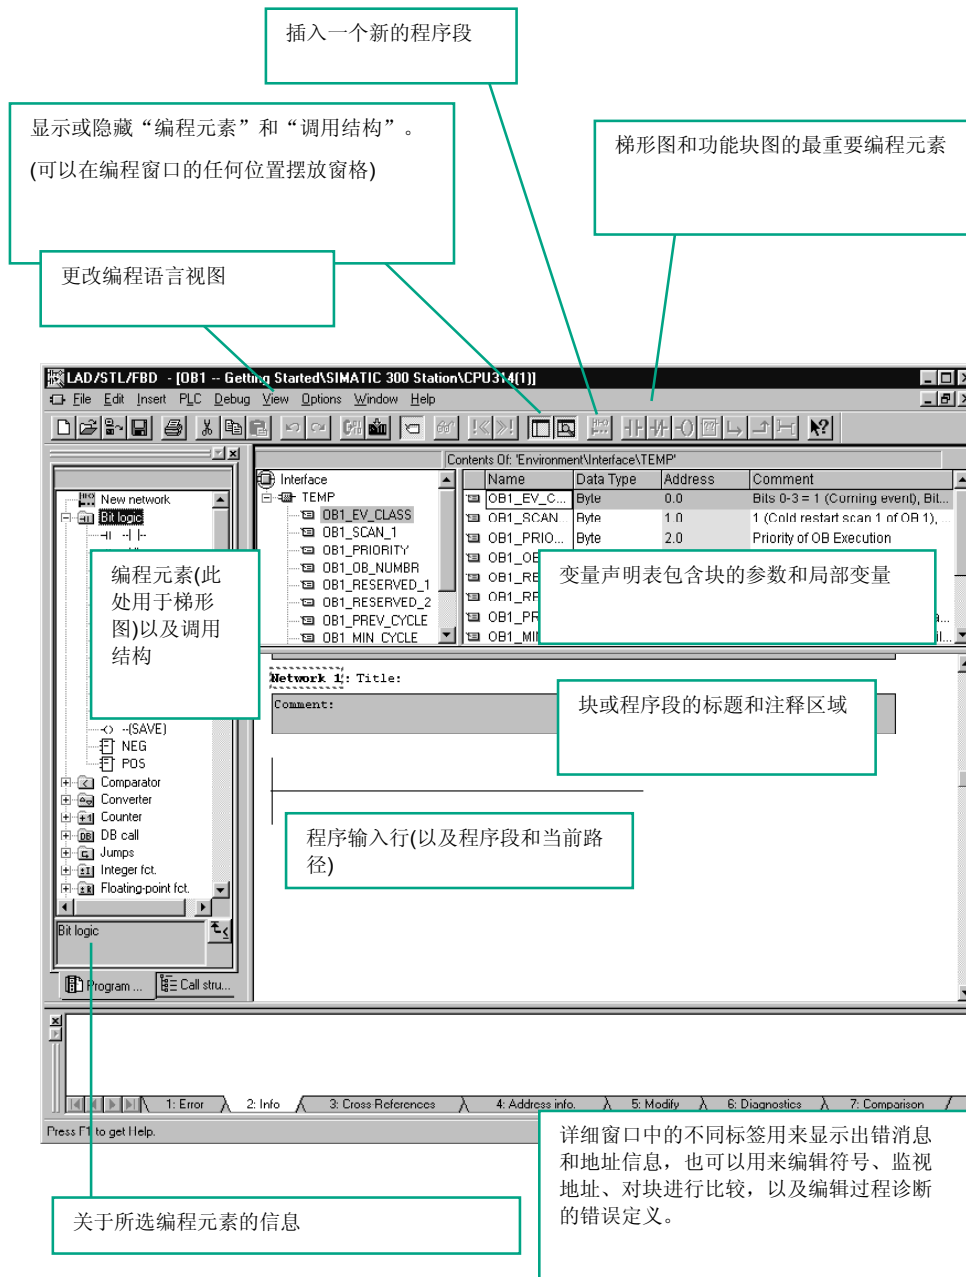 插入一个新的程序段
显示或隐藏“编程元素”和“调用结构”。
(可以在编程窗口的任何位置摆放窗格)
梯形图和功能块图的最重要编程元素
更改编程语言视图
LAD/STL/FBD - [OB1 -- Getting Started\SIMATIC 300 Station\CPU314(1)]
File Edit Insert PLC Debug View Options Window Help
Contents Of: 'Environment\Interface\TEMP'
New network
Bit logic
--| |--
编程元素(此
处用于梯形
图)以及调用
结构
--(SAVE)
NEG
POS
Comparator
Converter
Counter
DB call
Jumps
Integer fct.
Floating-point fct.
Bit logic
Program ... Call stru...
Interface
TEMP
OB1_EV_CLASS
OB1_SCAN_1
OB1_PRIORITY
OB1_OB_NUMBR
OB1_RESERVED_1
OB1_RESERVED_2
OB1_PREV_CYCLE
OB1_MIN_CYCLE
Name Data Type Address Comment
OB1_EV_C... Byte 0.0 Bits 0-3 = 1 (Coming event), Bit...
OB1_SCAN... Byte 1.0 1 (Cold restart scan 1 of OB 1), ...
OB1_PRIO... Byte 2.0 Priority of OB Execution
OB1_OB
OB1_RE
OB1_RE
OB1_PR
OB1_MI
变量声明表包含块的参数和局部变量
Network 1: Title:
Comment:
块或程序段的标题和注释区域
程序输入行(以及程序段和当前路
径)
1: Error 2: Info 3: Cross-References 4: Address info. 5: Modify 6: Diagnostics 7: Comparison
Press F1 to get Help.
详细窗口中的不同标签用来显示出错消息
和地址信息，也可以用来编辑符号、监视
地址、对块进行比较，以及编辑过程诊断
的错误定义。
关于所选编程元素的信息